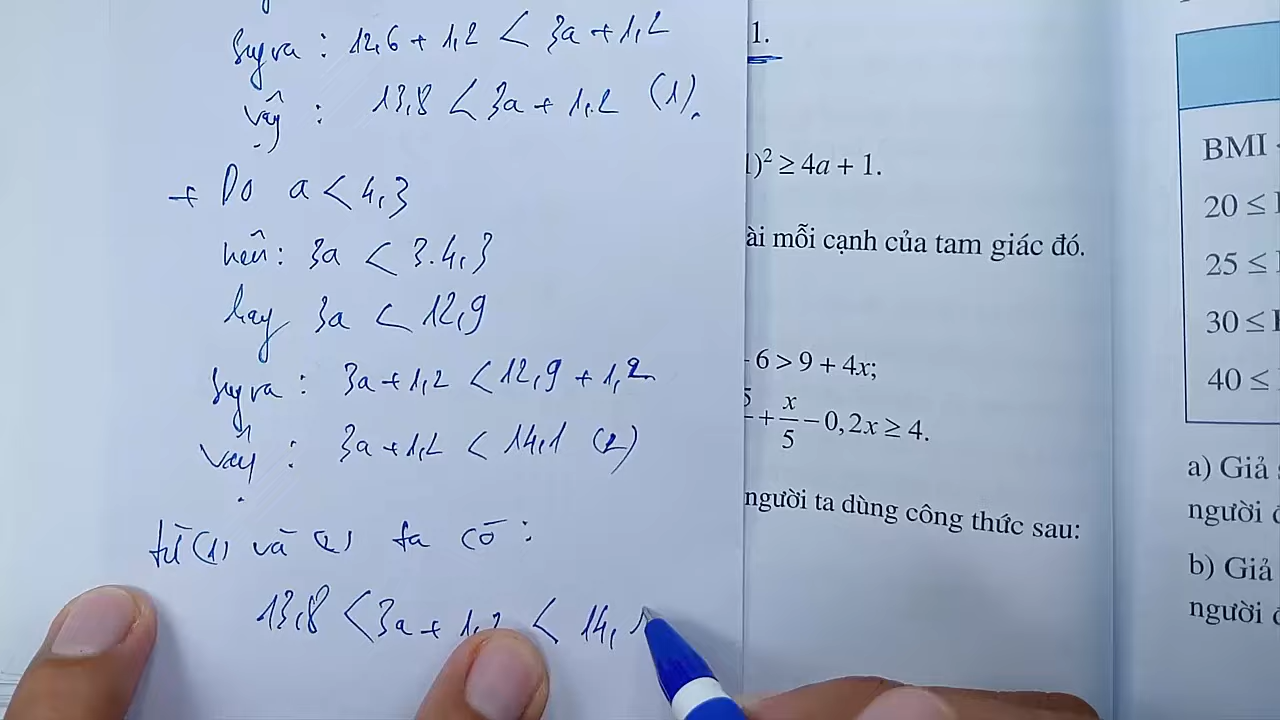 Suy ra : 12,6 + 1,2 < 3a + 1,2
Vậy : 13,8 < 3a + 1,2 (1).
+ Do a < 4,3
nên: 3a < 3.4,3
hay 3a < 12,9
Suy ra : 3a + 1,2 < 12,9 + 1,2
Vậy : 3a + 1,2 < 14,1 (2)
từ (1) và (2) ta có :
13,8 < 3a + 1,2 < 14,
1.
)² ≥ 4a + 1.
ài mỗi cạnh của tam giác đó.
6 > 9 + 4x;
+ x/5 − 0,2x ≥ 4.
người ta dùng công thức sau:
BMI
20 ≤
25 ≤
30 ≤
40 ≤
a) Giả
người
b) Giả
người